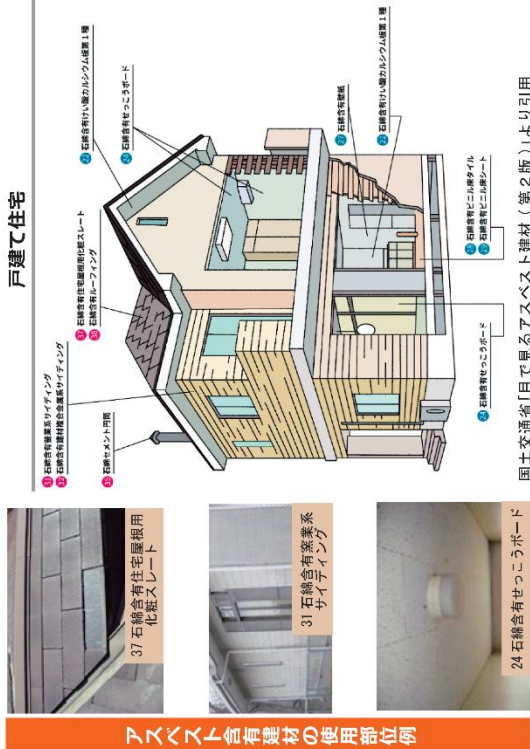 アスベスト含有建材の使用部位例
戸建て住宅
37 石綿含有住宅屋根用
化粧スレート
31 石綿含有窯業系
サイディング
24 石綿含有せっこうボード
31 石綿含有窯業系サイディング
32 石綿含有建材複合金属系サイディング
35 石綿セメント円筒
37 石綿含有住宅屋根用化粧スレート
38 石綿含有ルーフィング
22 石綿含有けい酸カルシウム板第1種
24 石綿含有せっこうボード
27 石綿含有壁紙
22 石綿含有けい酸カルシウム板第1種
24 石綿含有せっこうボード
28 石綿含有ビニル床タイル
29 石綿含有ビニル床シート
国土交通省「目で見るアスベスト建材(第2版)」より引用